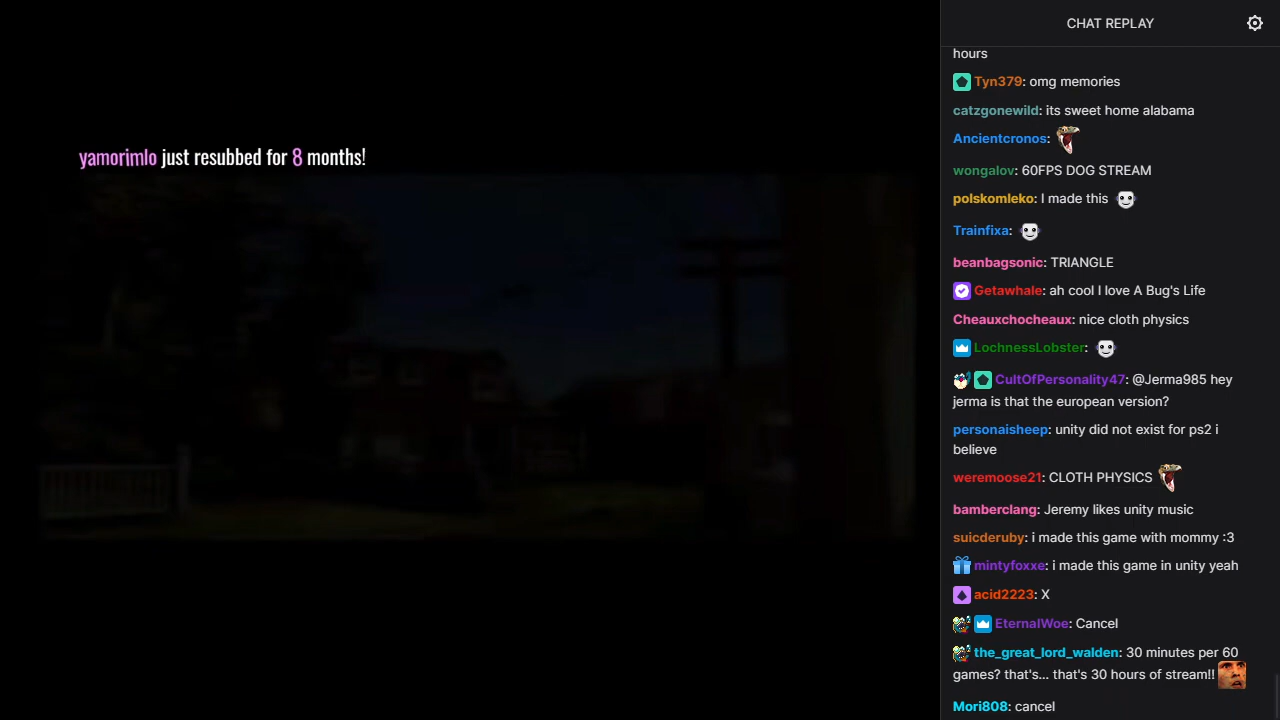 yamorimlo just resubbed for 8 months!
CHAT REPLAY
hours
Tyn379: omg memories
catzgonewild: its sweet home alabama
Ancientcronos:
wongalov: 60FPS DOG STREAM
polskomleko: I made this
Trainfixa:
beanbagsonic: TRIANGLE
Getawhale: ah cool I love A Bug's Life
Cheauxchocheaux: nice cloth physics
LochnessLobster:
CultOfPersonality47: @Jerma985 hey
jerma is that the european version?
personaisheep: unity did not exist for ps2 i
believe
weremoose21: CLOTH PHYSICS
bamberclang: Jeremy likes unity music
suicderuby: i made this game with mommy :3
mintyfoxxe: i made this game in unity yeah
acid2223: X
EternalWoe: Cancel
the_great_lord_walden: 30 minutes per 60
games? that's... that's 30 hours of stream!!
Mori808: cancel